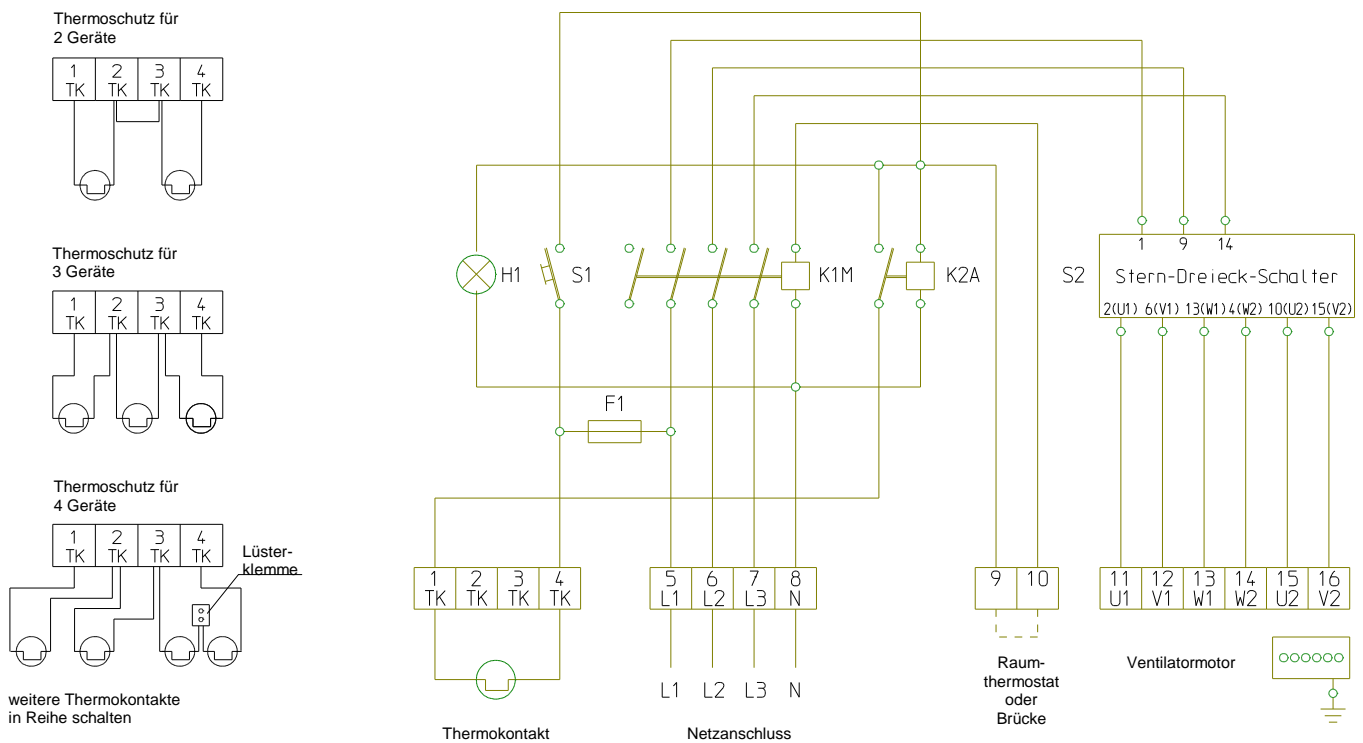 Thermoschutz für
2 Geräte
1 2 3 4
TK TK TK TK
Thermoschutz für
3 Geräte
1 2 3 4
TK TK TK TK
Thermoschutz für
4 Geräte
1 2 3 4
TK TK TK TK
Lüster-
klemme
weitere Thermokontakte
in Reihe schalten
H1
S1
K1M
K2A
F1
S2
1 9 14
Stern-Dreieck-Schalter
2(U1) 6(V1) 13(W1) 4(W2) 10(U2) 15(V2)
1 2 3 4
TK TK TK TK
Thermokontakt
5 6 7 8
L1 L2 L3 N
L1 L2 L3 N
Netzanschluss
9 10
Raum-
thermostat
oder
Brücke
11 12 13 14 15 16
U1 V1 W1 W2 U2 V2
Ventilatormotor